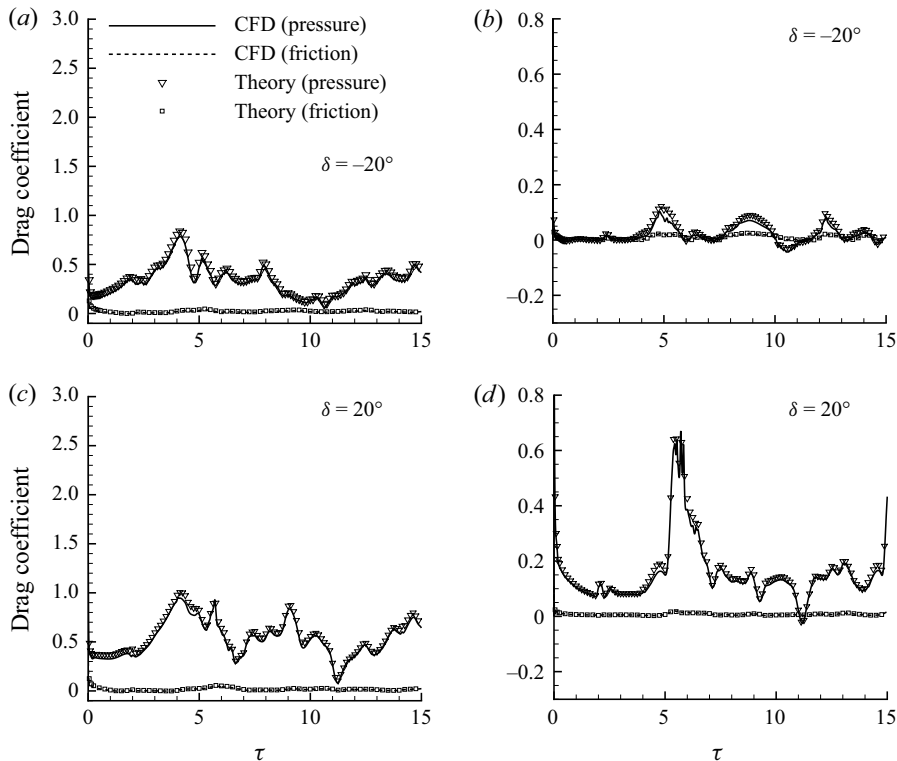 (a)
3.0
2.5
2.0
1.5
1.0
0.5
0
Drag coefficient
CFD (pressure)
CFD (friction)
Theory (pressure)
Theory (friction)
δ = –20°
0 5 10 15
(b)
0.8
0.6
0.4
0.2
0
–0.2
δ = –20°
0 5 10 15
(c)
3.0
2.5
2.0
1.5
1.0
0.5
0
Drag coefficient
δ = 20°
0 5 10 15
τ
(d)
0.8
0.6
0.4
0.2
0
–0.2
δ = 20°
0 5 10 15
τ